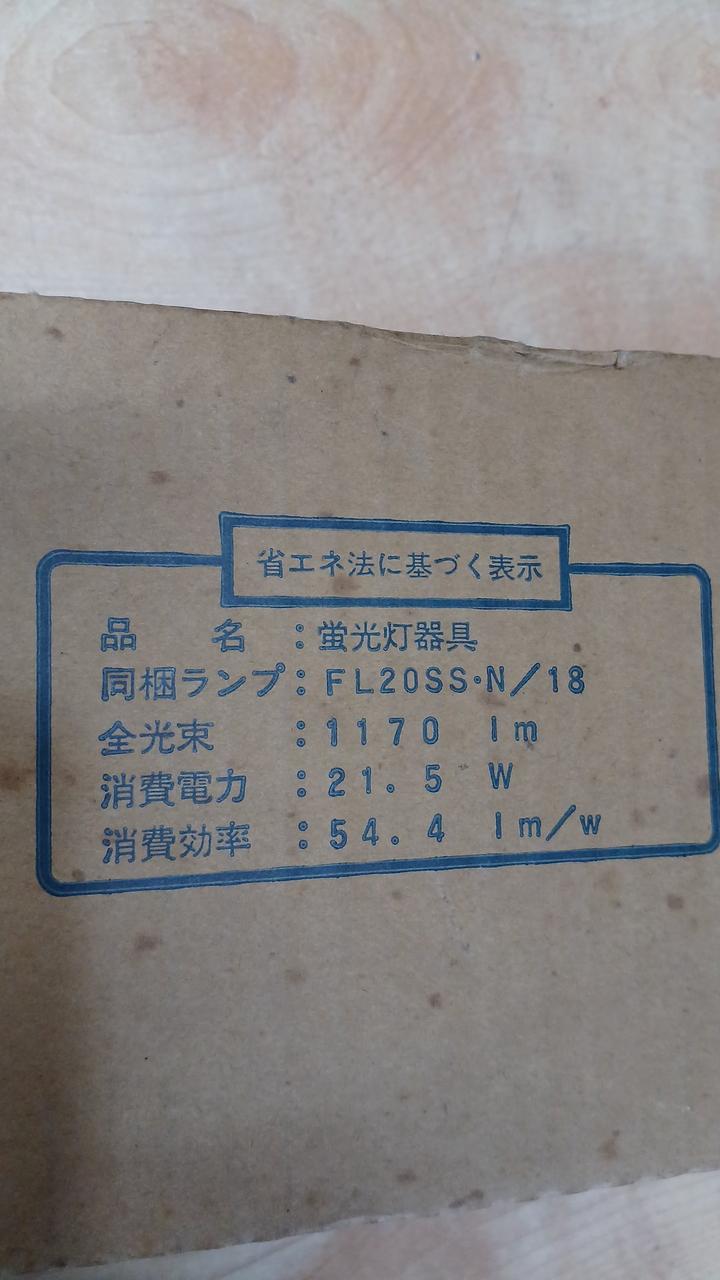 省エネ法に基づく表示
品　　名　：蛍光灯器具
同梱ランプ：FL20SS・N／18
全光束　　：1170　lm
消費電力　：21.5　W
消費効率　：54.4　lm／w